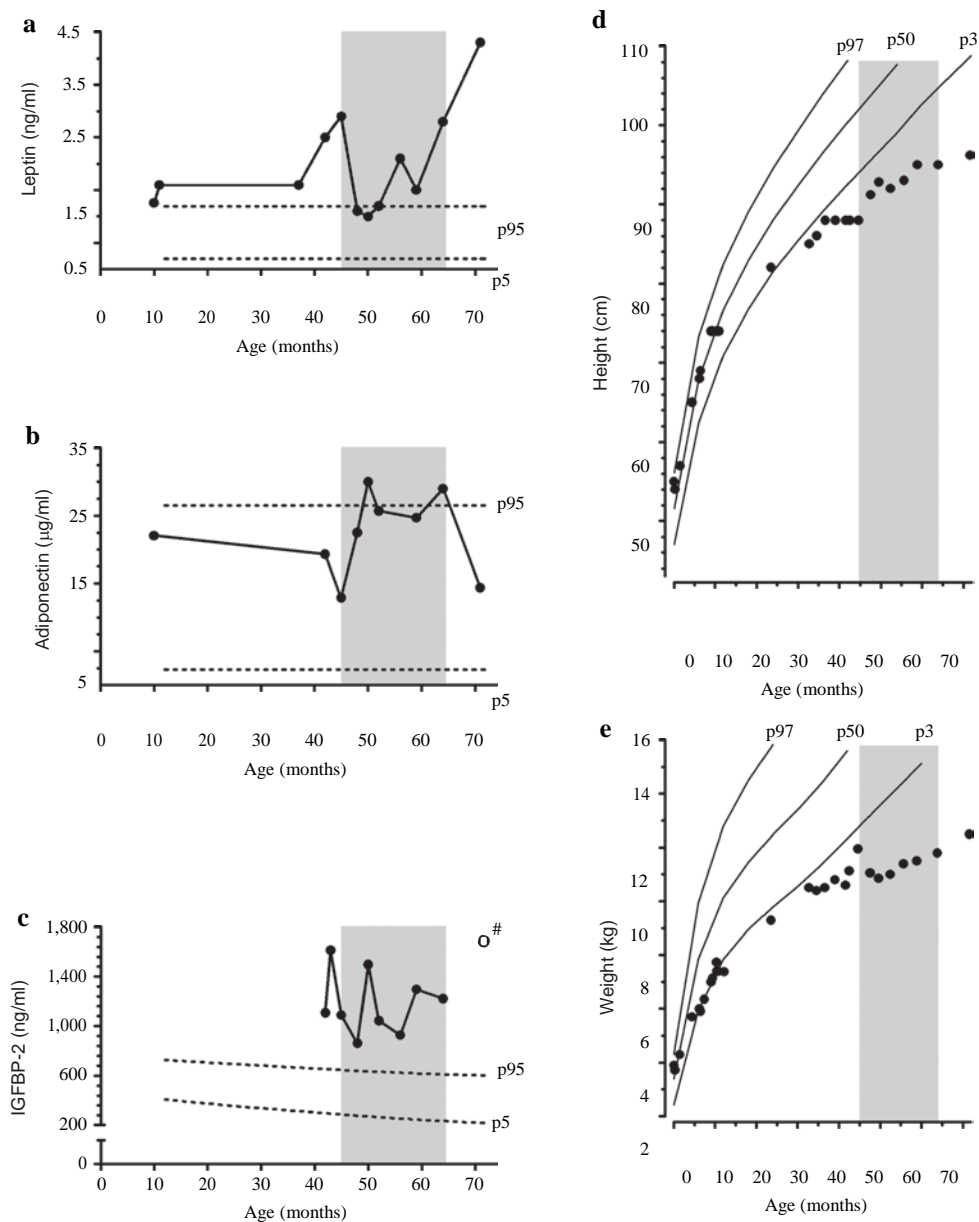 a
4.5
3.5
2.5
1.5
0.5
Leptin (ng/ml)
p95
p5
0 10 20 30 40 50 60 70
Age (months)
b
35
25
15
5
Adiponectin (μg/ml)
p95
p5
0 10 20 30 40 50 60 70
Age (months)
c
1,800
1,400
1,000
600
200
0
IGFBP-2 (ng/ml)
o#
p95
p5
0 10 20 30 40 50 60 70
Age (months)
d
p97 p50 p3
110
100
90
80
70
60
50
Height (cm)
0 10 20 30 40 50 60 70
Age (months)
e
p97 p50 p3
16
14
12
10
8
6
4
2
Weight (kg)
0 10 20 30 40 50 60 70
Age (months)